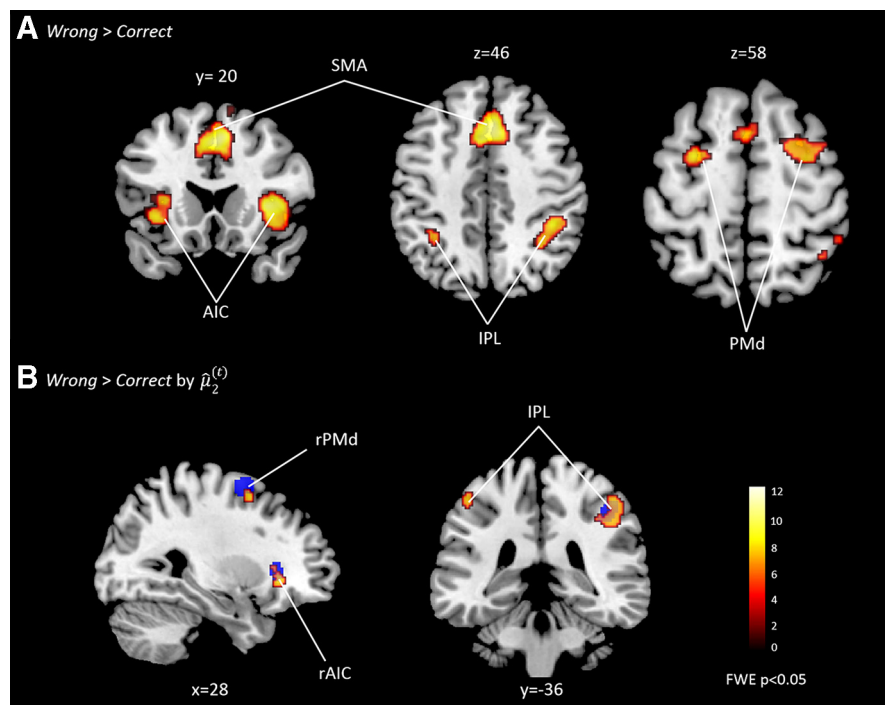 A Wrong > Correct
y= 20
SMA
z=46
z=58
AIC
IPL
PMd
B Wrong > Correct by μ̂₂⁽ᵗ⁾
rPMd
IPL
rAIC
x=28
y=-36
12
10
8
6
4
2
0
FWE p<0.05